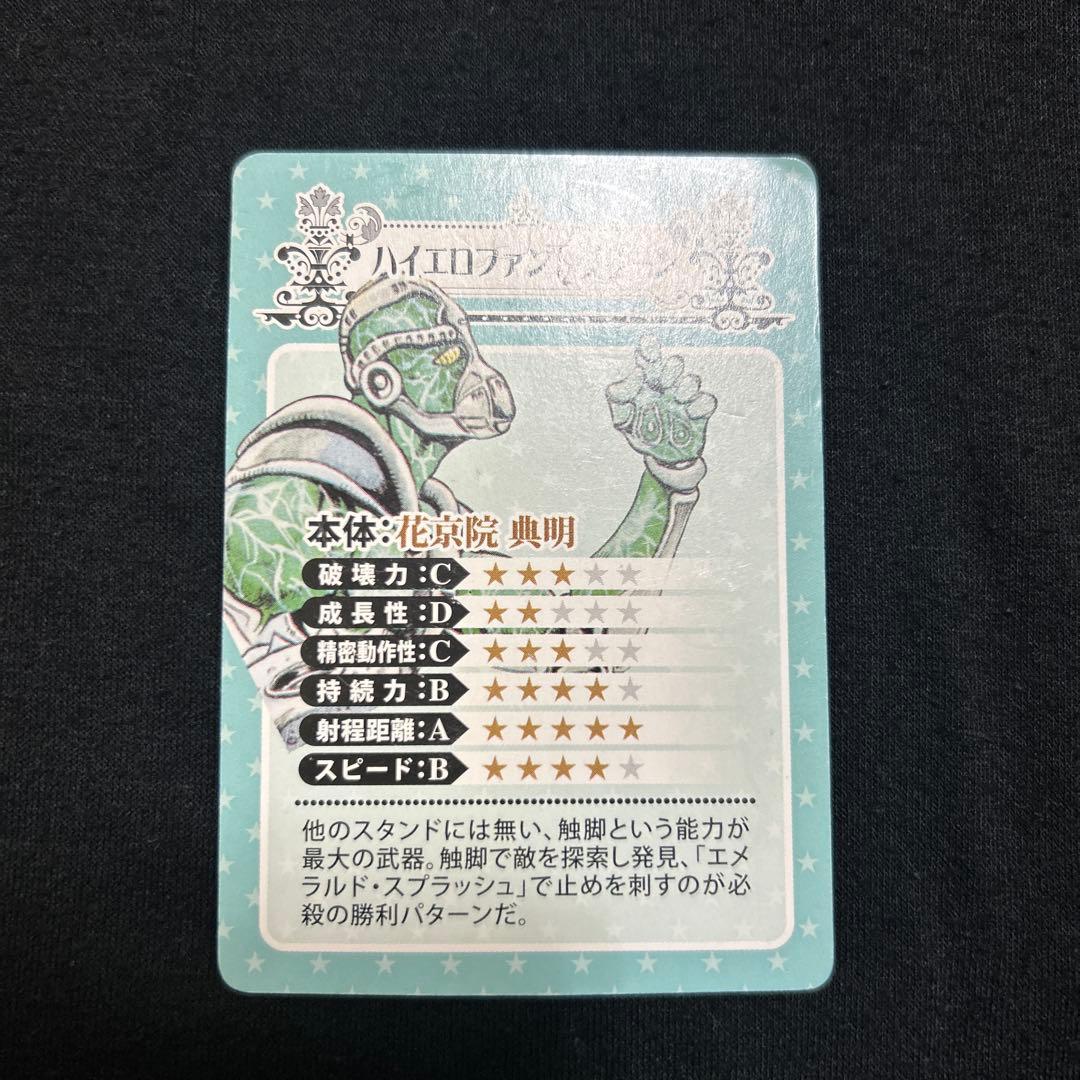 ハイエロファント グリーン
本体:花京院 典明
破壊力:C
成長性:D
精密動作性:C
持続力:B
射程距離:A
スピード:B
他のスタンドには無い、触脚という能力が
最大の武器。触脚で敵を探索し発見、「エメ
ラルド・スプラッシュ」で止めを刺すのが必
殺の勝利パターンだ。